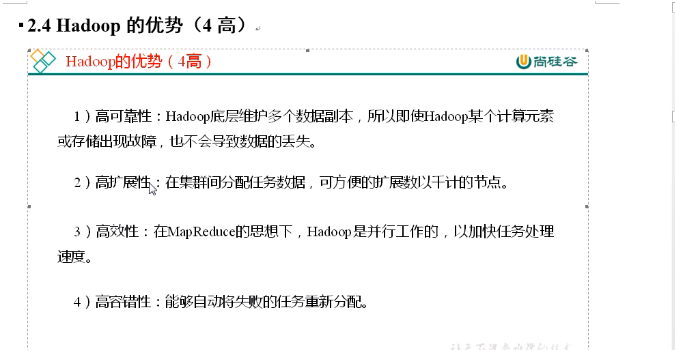 2.4 Hadoop 的优势（4 高）
Hadoop的优势（4高）
尚硅谷
1）高可靠性：Hadoop底层维护多个数据副本，所以即使Hadoop某个计算元素
或存储出现故障，也不会导致数据的丢失。
2）高扩展性：在集群间分配任务数据，可方便的扩展数以千计的节点。
3）高效性：在MapReduce的思想下，Hadoop是并行工作的，以加快任务处理
速度。
4）高容错性：能够自动将失败的任务重新分配。